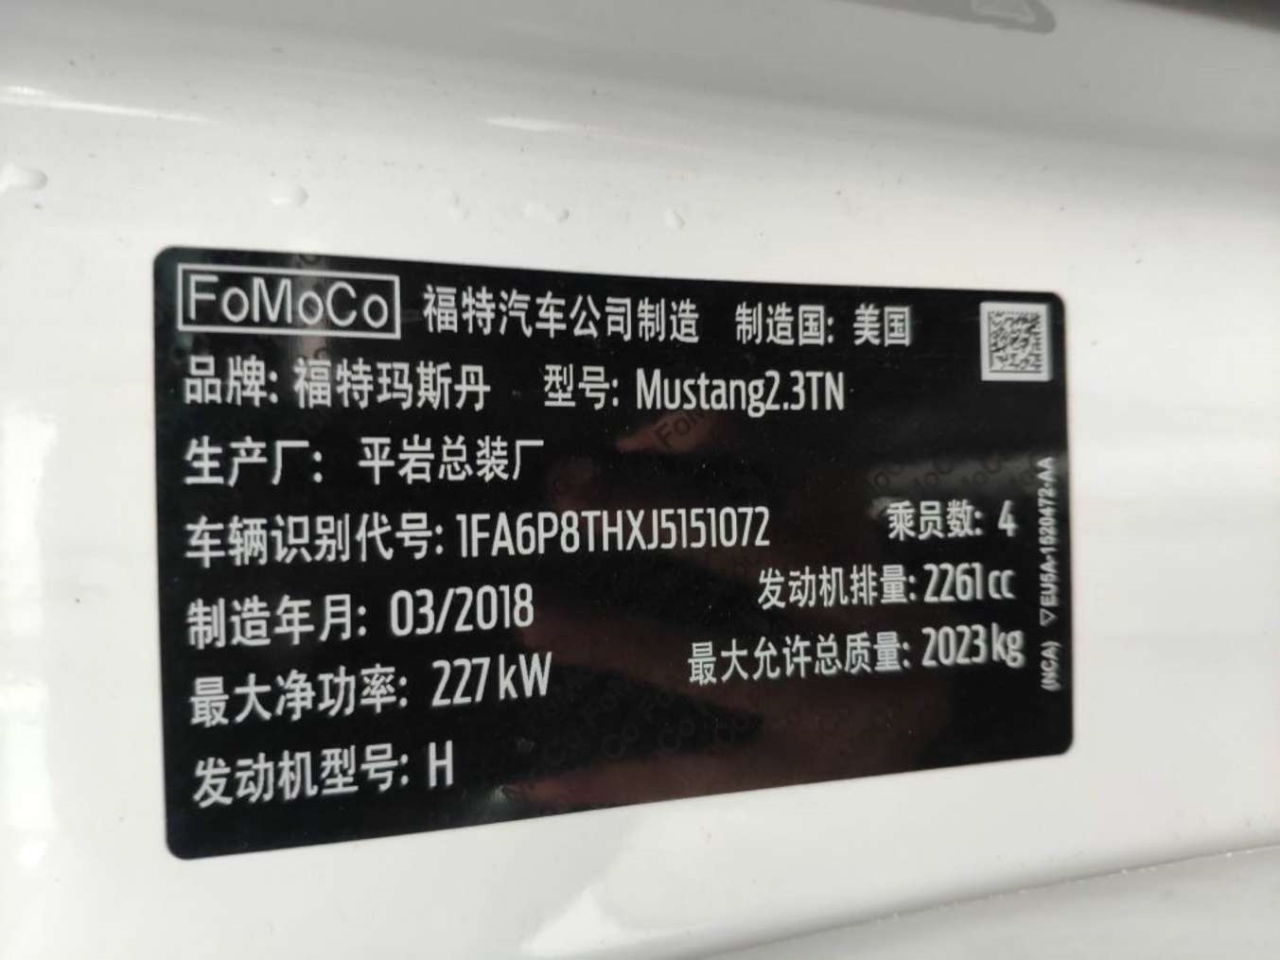 FoMoCo 福特汽车公司制造 制造国: 美国
品牌: 福特玛斯丹 型号: Mustang2.3TN
生产厂: 平岩总装厂
车辆识别代号: 1FA6P8THXJ5151072 乘员数: 4
制造年月: 03/2018 发动机排量: 2261cc
最大净功率: 227kW 最大允许总质量: 2023kg
发动机型号: H
(NCA) ▽EU5A-1520472-AA